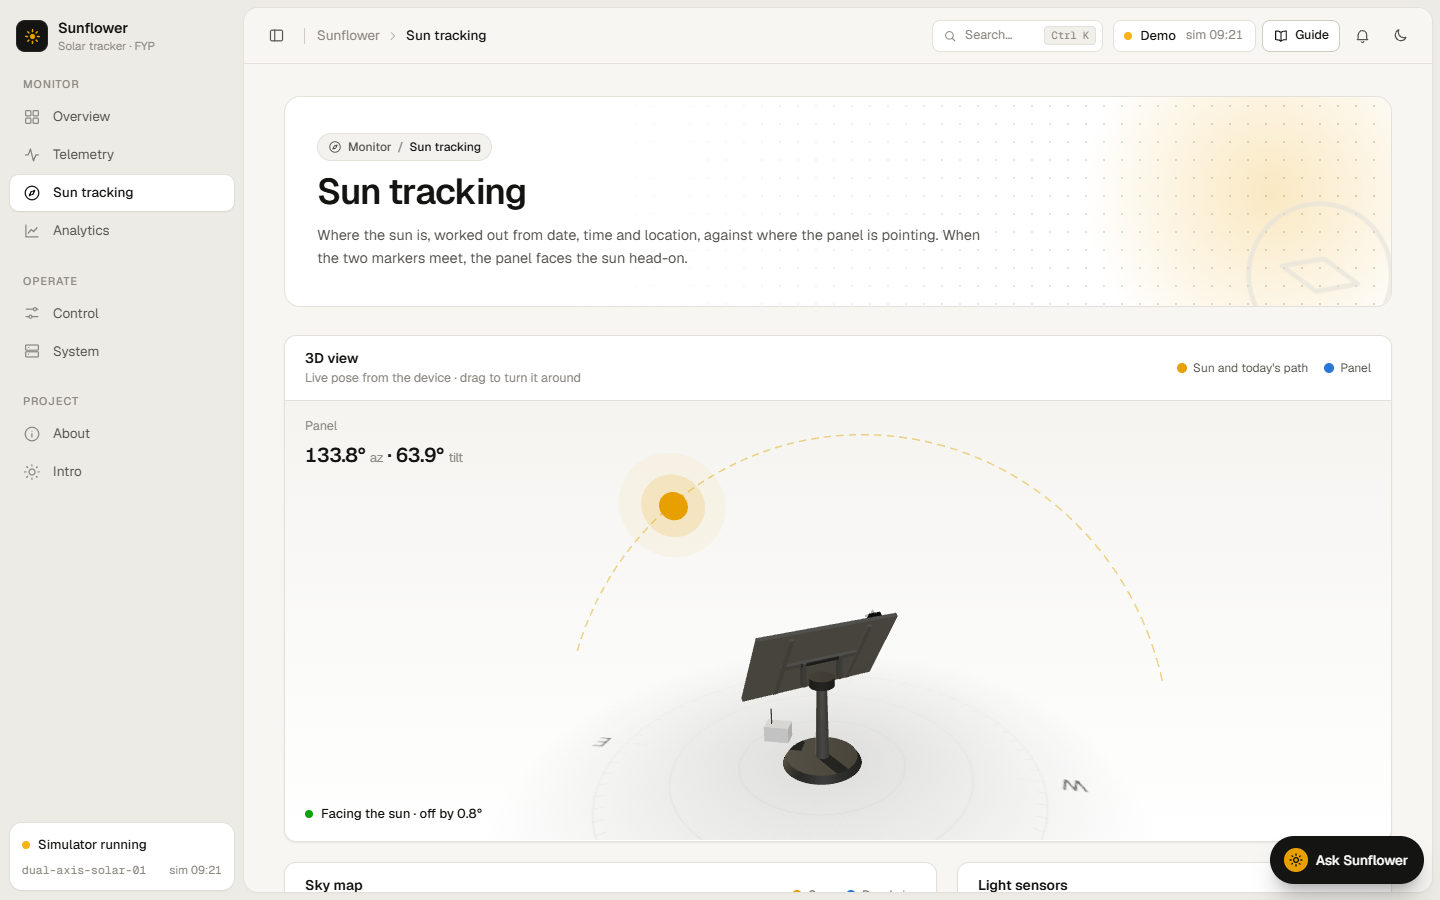 Sunflower
Solar tracker · FYP
MONITOR
Overview
Telemetry
Sun tracking
Analytics
OPERATE
Control
System
PROJECT
About
Intro
Simulator running
dual-axis-solar-01 sim 09:21
Sunflower > Sun tracking
Search... Ctrl K
Demo sim 09:21
Guide
Monitor / Sun tracking
Sun tracking
Where the sun is, worked out from date, time and location, against where the panel is pointing. When
the two markers meet, the panel faces the sun head-on.
3D view
Live pose from the device · drag to turn it around
Sun and today's path Panel
Panel
133.8° az · 63.9° tilt
E
W
Facing the sun · off by 0.8°
Ask Sunflower
Sky map
Light sensors